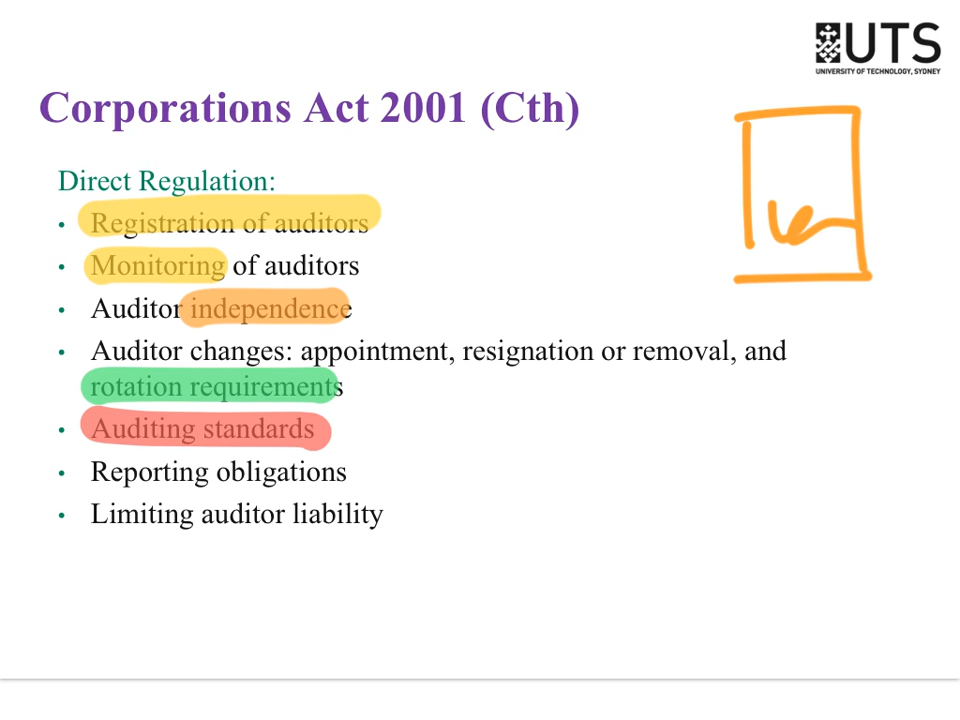 UTS
UNIVERSITY OF TECHNOLOGY, SYDNEY
Corporations Act 2001 (Cth)
Direct Regulation:
• Registration of auditors
• Monitoring of auditors
• Auditor independence
• Auditor changes: appointment, resignation or removal, and
rotation requirements
• Auditing standards
• Reporting obligations
• Limiting auditor liability